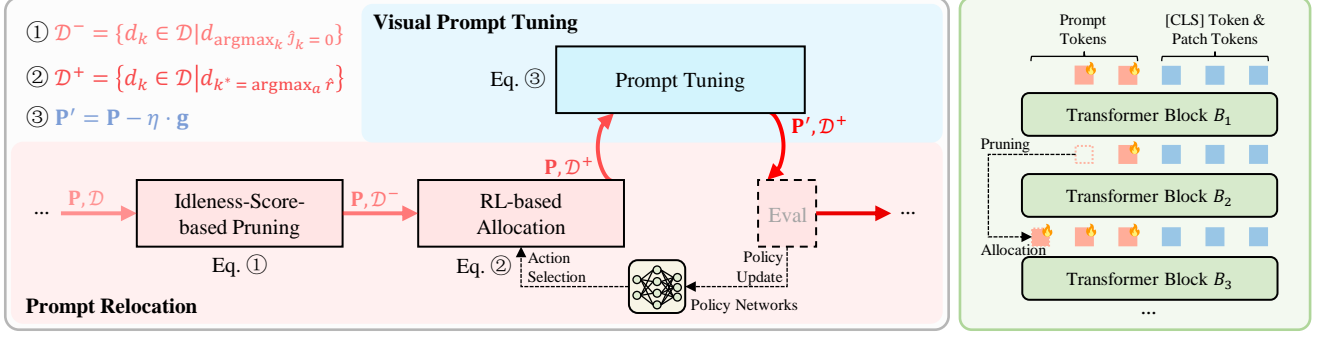 ① 𝒟⁻ = {d_k ∈ 𝒟|d_{argmax_k ĵ_k = 0}}
② 𝒟⁺ = {d_k ∈ 𝒟|d_{k* = argmax_a r̂}}
③ P′ = P − η · g
Visual Prompt Tuning
Eq. ③
Prompt Tuning
P, 𝒟⁺
P′, 𝒟⁺
...
P, 𝒟
Idleness-Score-
based Pruning
Eq. ①
P, 𝒟⁻
RL-based
Allocation
Eq. ②
Action
Selection
Eval
Policy
Update
Policy Networks
...
Prompt Relocation
Prompt
Tokens
[CLS] Token &
Patch Tokens
Transformer Block B₁
Pruning
Transformer Block B₂
Allocation
Transformer Block B₃
...